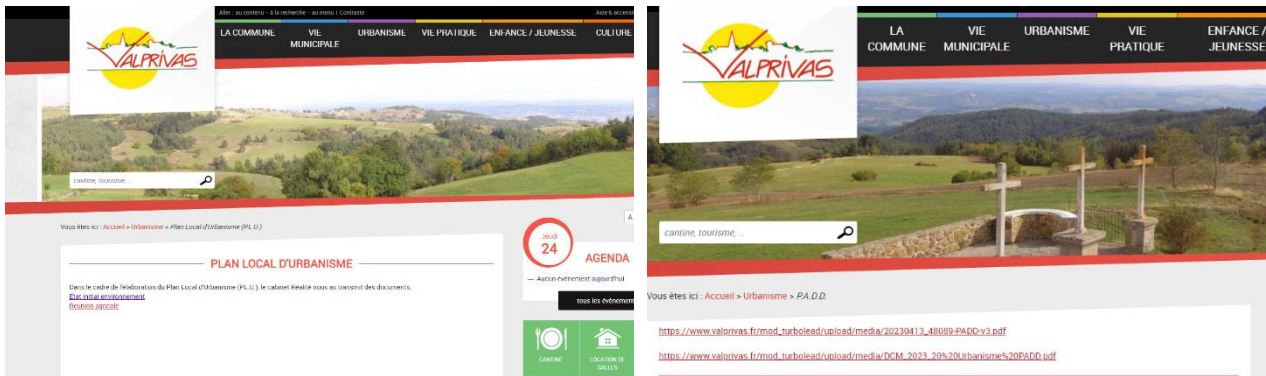 Aller : au contenu - à la recherche - au menu | Contraste
Aide & access
LA COMMUNE
VIE MUNICIPALE
URBANISME
VIE PRATIQUE
ENFANCE / JEUNESSE
CULTURE
VALPRIVAS
cantine, tourisme, ...
Vous êtes ici : Accueil » Urbanisme » Plan Local d'Urbanisme (P.L.U.)
A
PLAN LOCAL D'URBANISME
Dans le cadre de l'élaboration du Plan Local d'Urbanisme (P.L.U.), le cabinet Réalité nous as transmit des documents.
Etat initial environnement
Reunion agricole
Jeudi
24
AGENDA
Aucun événement aujourd'hui
tous les événement
CANTINE
LOCATION DE
SALLES
LA
COMMUNE
VIE
MUNICIPALE
URBANISME
VIE
PRATIQUE
ENFANCE /
JEUNESSE
VALPRIVAS
cantine, tourisme, ...
Vous êtes ici : Accueil » Urbanisme » P.A.D.D.
https://www.valprivas.fr/mod_turbolead/upload/media/20230413_48089-PADD-v3.pdf
https://www.valprivas.fr/mod_turbolead/upload/media/DCM_2023_20%20Urbanisme%20PADD.pdf